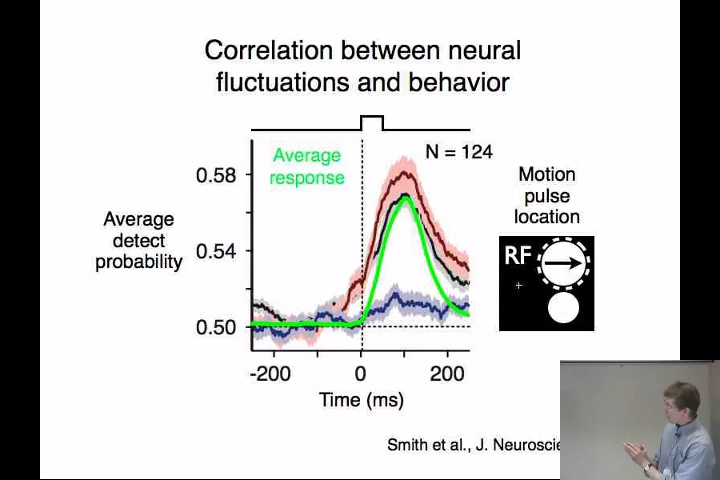 Correlation between neural
fluctuations and behavior
Average
response
N = 124
0.58
0.54
0.50
Average
detect
probability
Motion
pulse
location
RF
-200
0
200
Time (ms)
Smith et al., J.